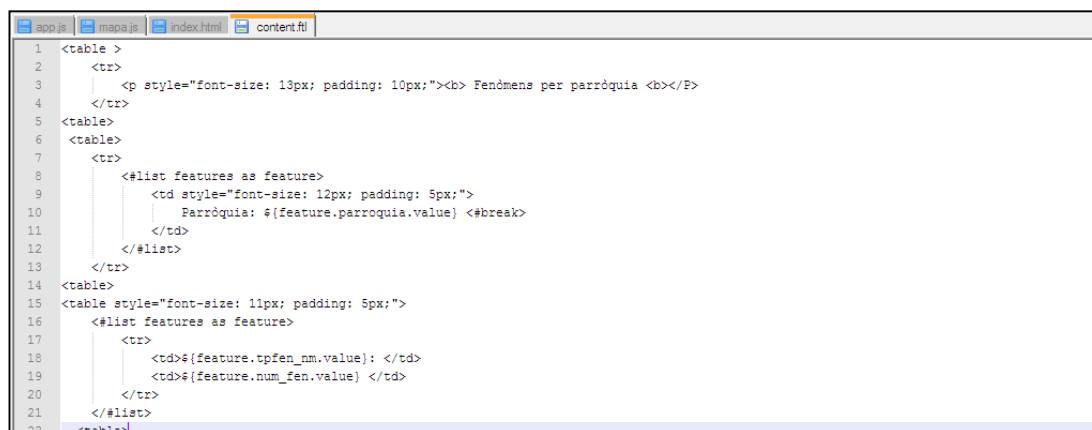 app.js mapa.js index.html content.ftl
1 <table >
2 <tr>
3 <p style="font-size: 13px; padding: 10px;"><b> Fenòmens per parròquia <b></P>
4 </tr>
5 <table>
6 <table>
7 <tr>
8 <#list features as feature>
9 <td style="font-size: 12px; padding: 5px;">
10 Parròquia: ${feature.parroquia.value} <#break>
11 </td>
12 </#list>
13 </tr>
14 <table>
15 <table style="font-size: 11px; padding: 5px;">
16 <#list features as feature>
17 <tr>
18 <td>${feature.tpfen_nm.value}: </td>
19 <td>${feature.num_fen.value} </td>
20 </tr>
21 </#list>
22 <table>